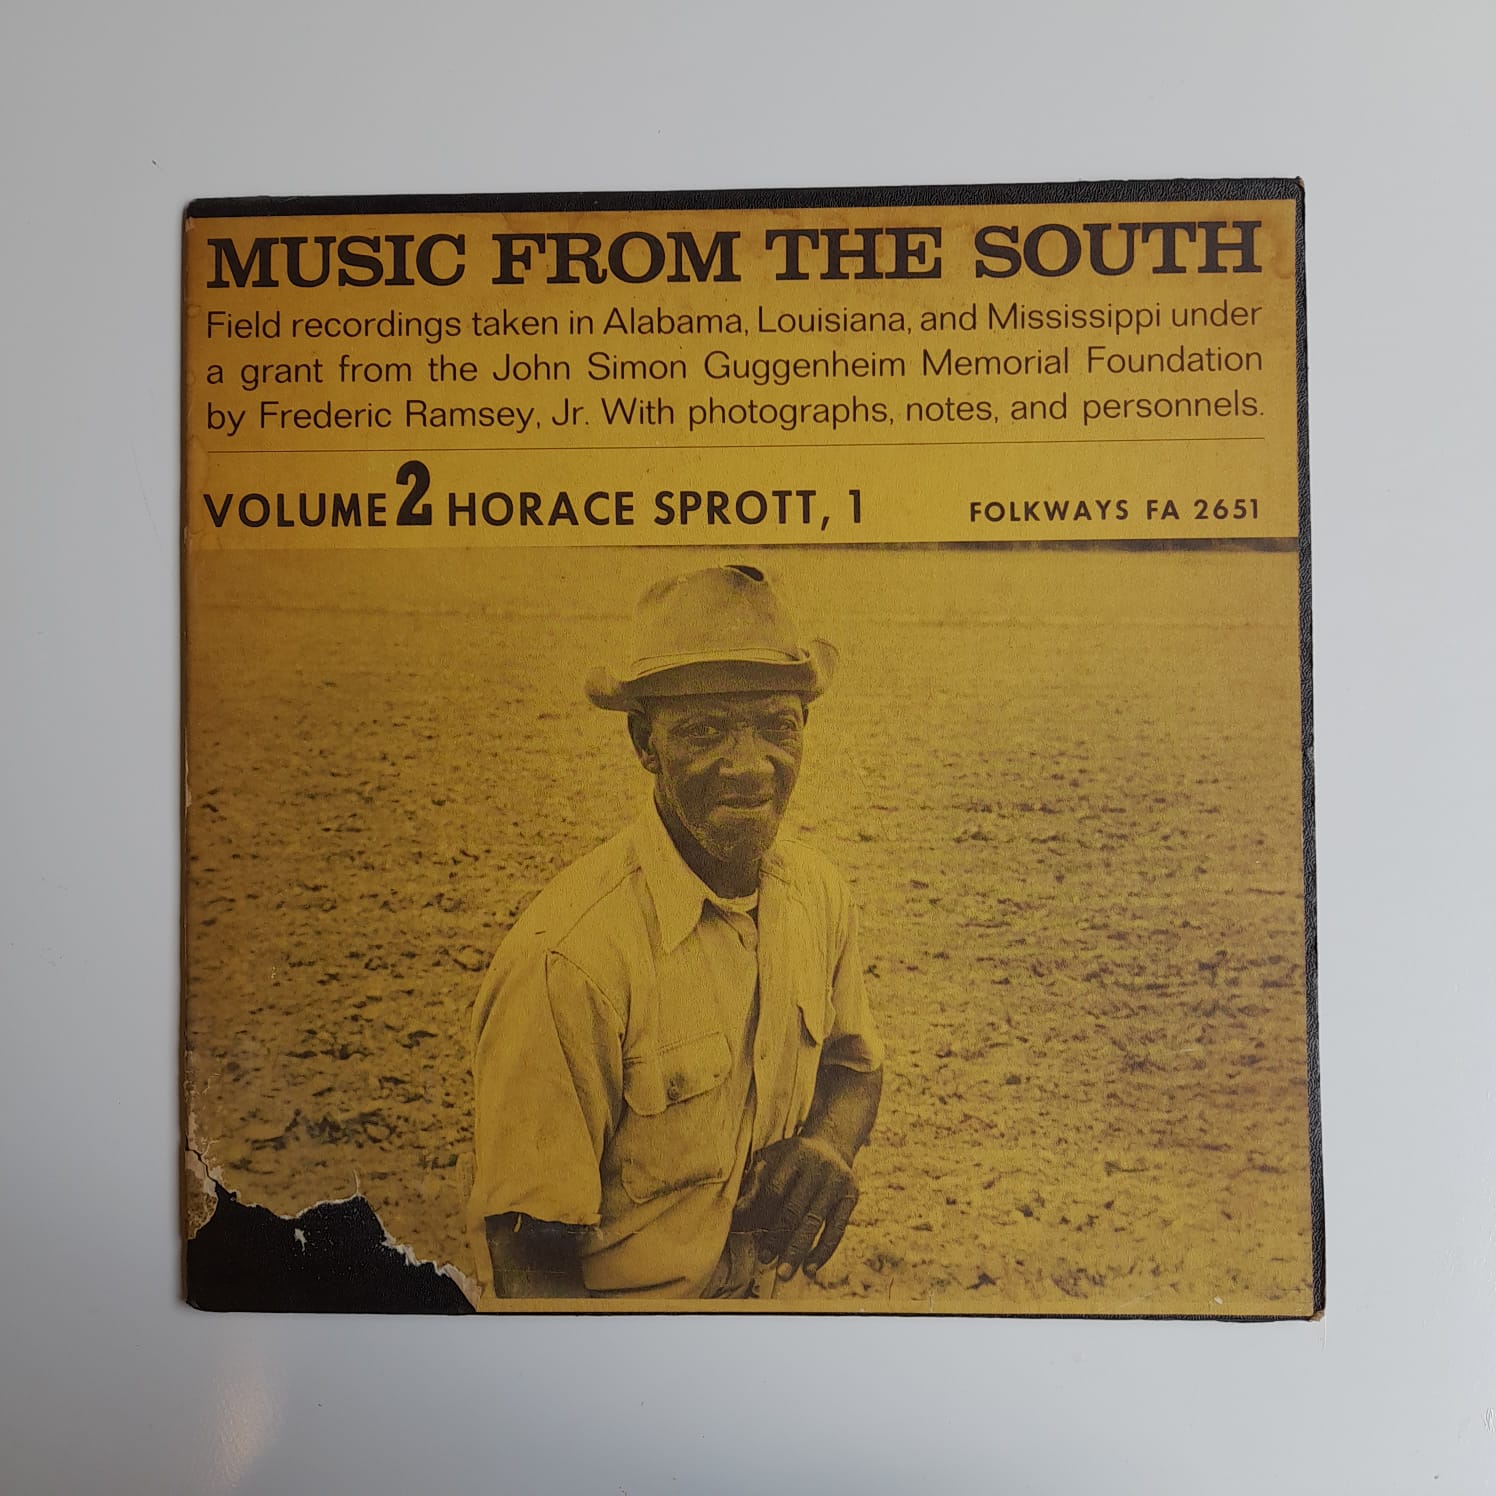 MUSIC FROM THE SOUTH
Field recordings taken in Alabama, Louisiana, and Mississippi under
a grant from the John Simon Guggenheim Memorial Foundation
by Frederic Ramsey, Jr. With photographs, notes, and personnels.
VOLUME 2 HORACE SPROTT, 1 FOLKWAYS FA 2651